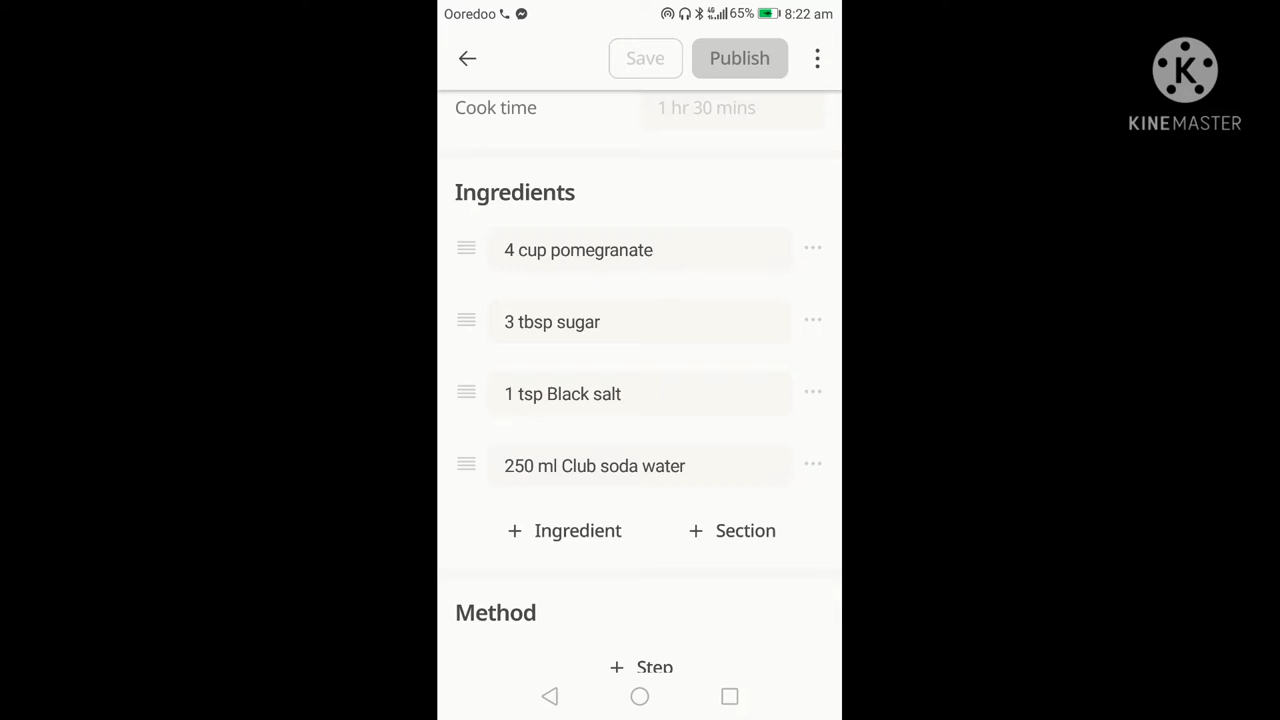 Ooredoo 4G 65% 8:22 am
Save Publish
Cook time 1 hr 30 mins
Ingredients
4 cup pomegranate
3 tbsp sugar
1 tsp Black salt
250 ml Club soda water
+ Ingredient + Section
Method
+ Step
K
KINEMASTER